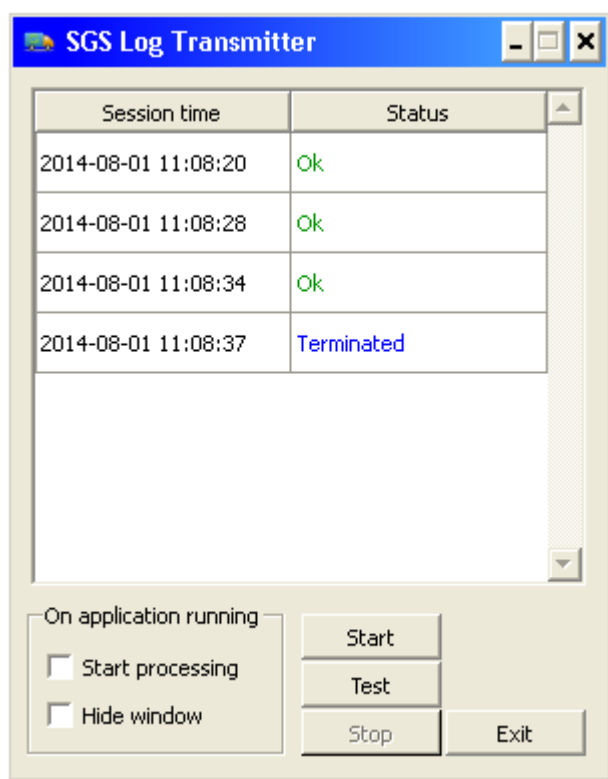 SGS Log Transmitter
Session time Status
2014-08-01 11:08:20 Ok
2014-08-01 11:08:28 Ok
2014-08-01 11:08:34 Ok
2014-08-01 11:08:37 Terminated
On application running
Start processing
Hide window
Start
Test
Stop Exit